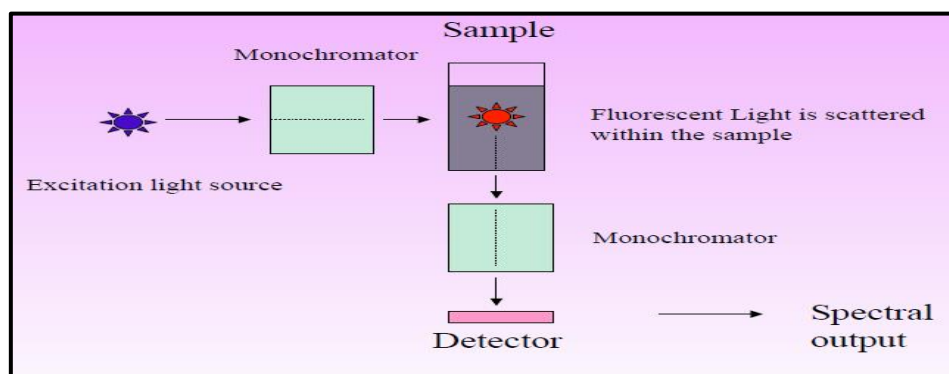 Sample
Monochromator
Fluorescent Light is scattered
within the sample
Excitation light source
Monochromator
Detector
Spectral
output